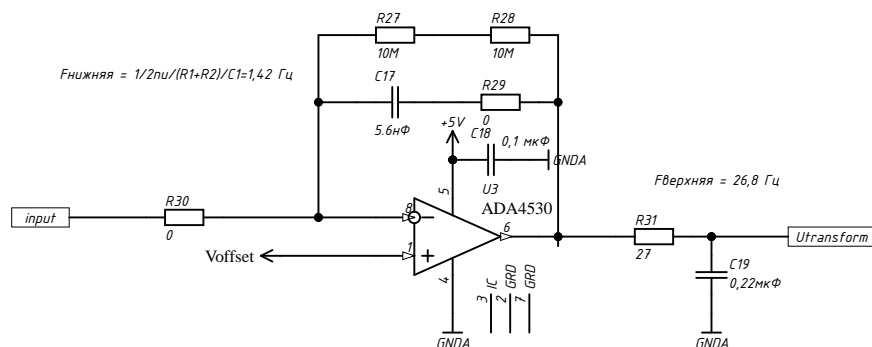 R27
R28
10M
10M
Fнижняя = 1/2пи/(R1+R2)/C1=1,42 Гц
C17
R29
5.6нФ
0
+5V
C18
0,1 мкФ
GNDA
5
U3
ADA4530
Fверхняя = 26,8 Гц
input
R30
0
8
6
R31
27
Utransform
Voffset
1
4
3
IC
2
GRD
7
GRD
C19
0,22мкФ
GNDA
GNDA